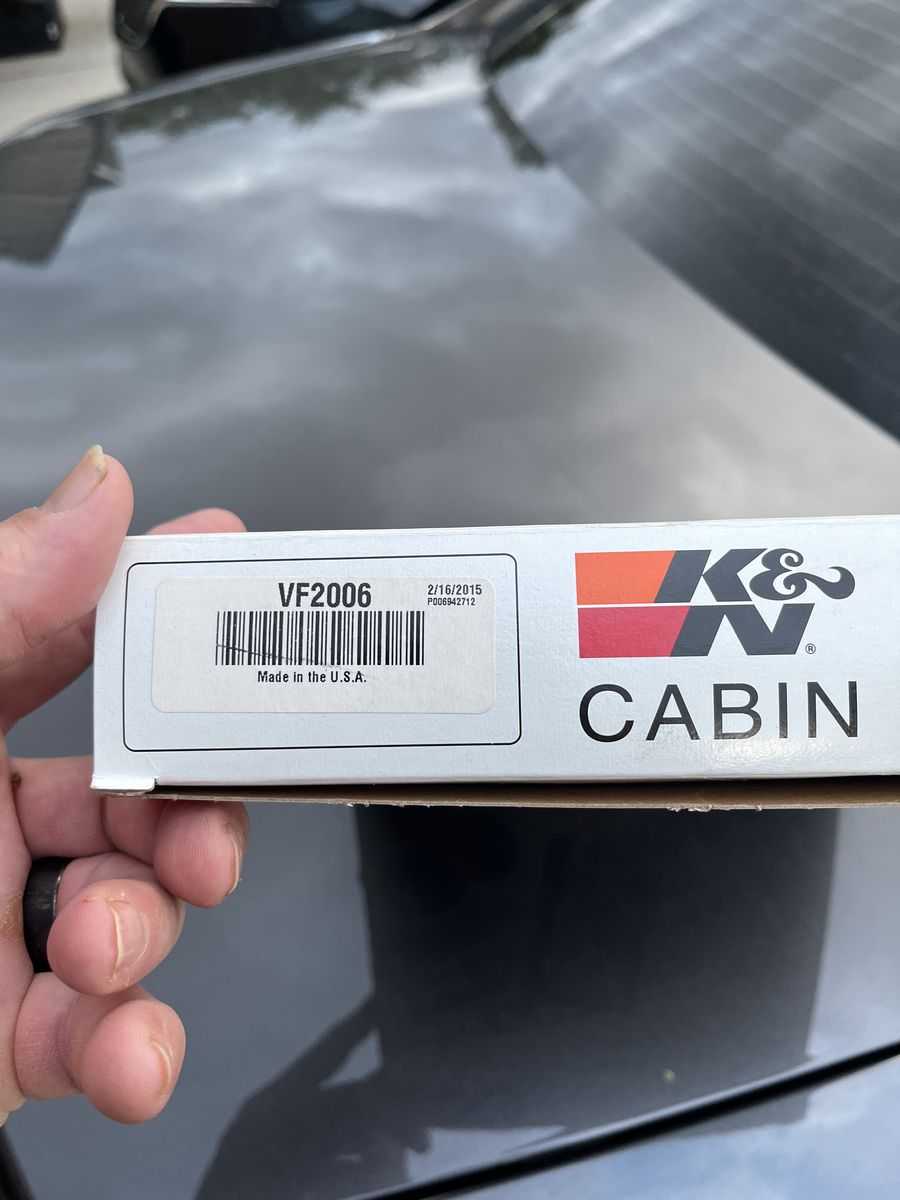 VF2006
2/16/2015
P006942712
Made in the U.S.A.
K&N®
CABIN